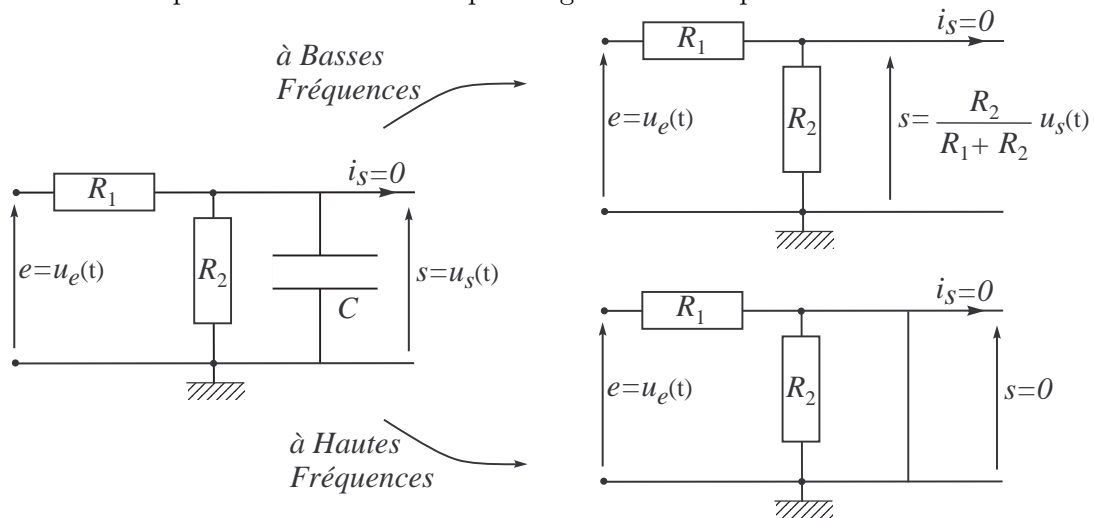 à Basses
Fréquences
R1
iS=0
e=ue(t)
R2
s= R2 / R1+ R2 us(t)
R1
iS=0
e=ue(t)
R2
C
s=us(t)
R1
iS=0
e=ue(t)
R2
s=0
à Hautes
Fréquences